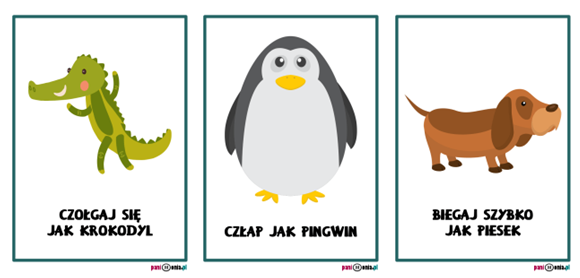 CZOŁGAJ SIĘ
JAK KROKODYL
CZŁAP JAK PINGWIN
BIEGAJ SZYBKO
JAK PIESEK